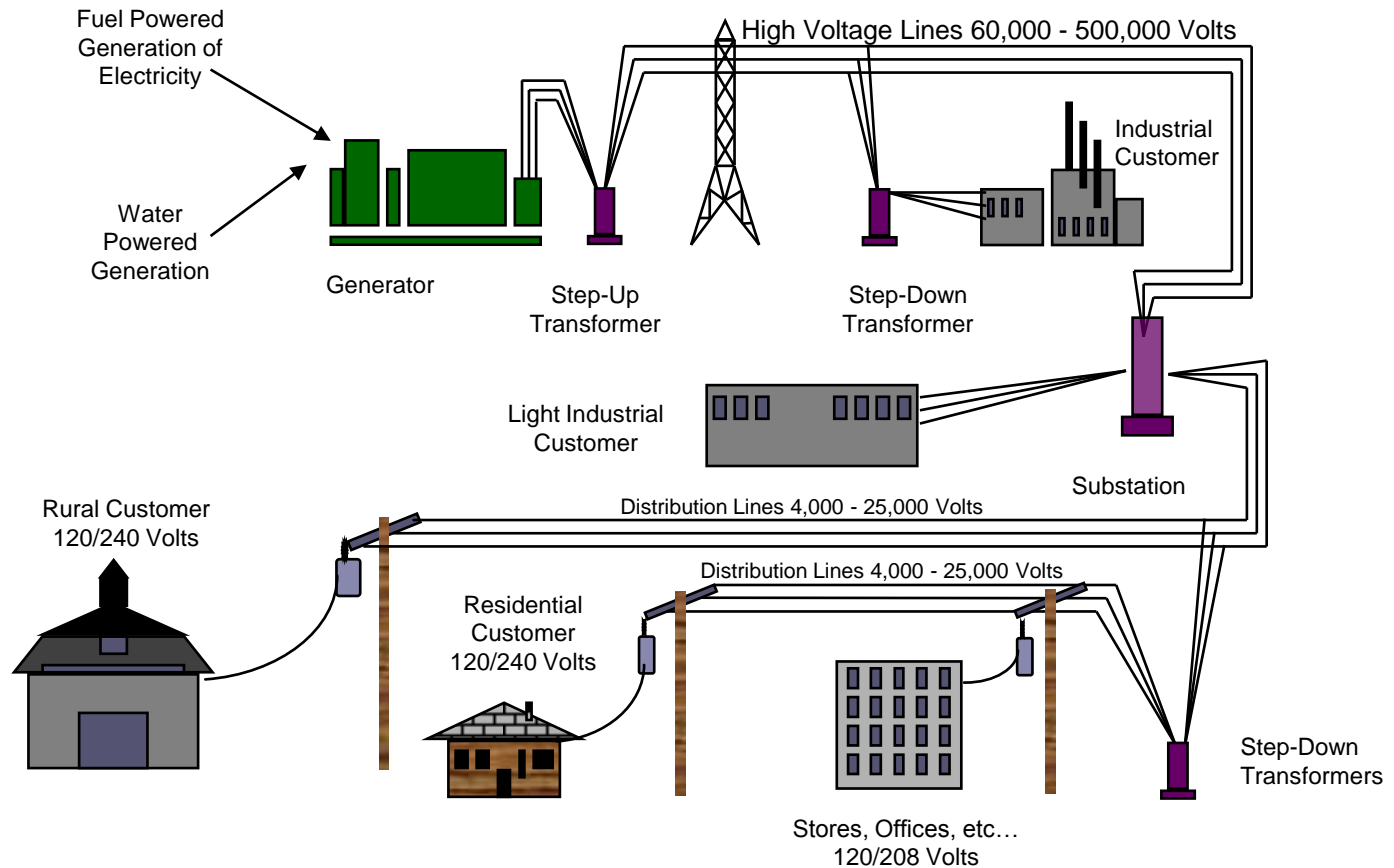 Fuel Powered
Generation of
Electricity
High Voltage Lines 60,000 - 500,000 Volts
Industrial
Customer
Water
Powered
Generation
Generator
Step-Up
Transformer
Step-Down
Transformer
Light Industrial
Customer
Substation
Rural Customer
120/240 Volts
Distribution Lines 4,000 - 25,000 Volts
Distribution Lines 4,000 - 25,000 Volts
Residential
Customer
120/240 Volts
Step-Down
Transformers
Stores, Offices, etc…
120/208 Volts